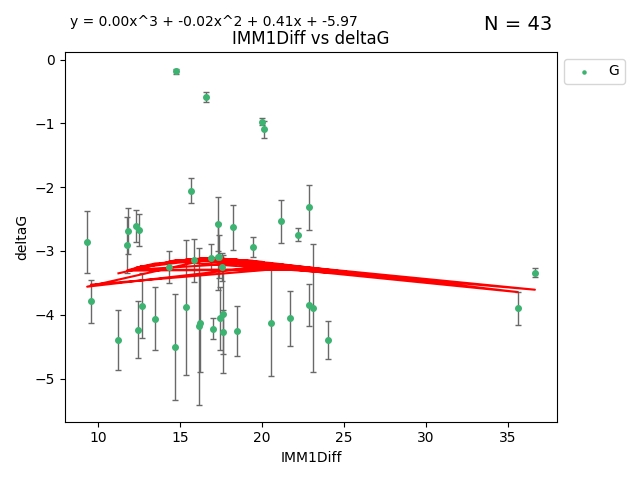 y = 0.00x^3 + -0.02x^2 + 0.41x + -5.97
N = 43
IMM1Diff vs deltaG
G
deltaG
0
−1
−2
−3
−4
−5
10 15 20 25 30 35
IMM1Diff